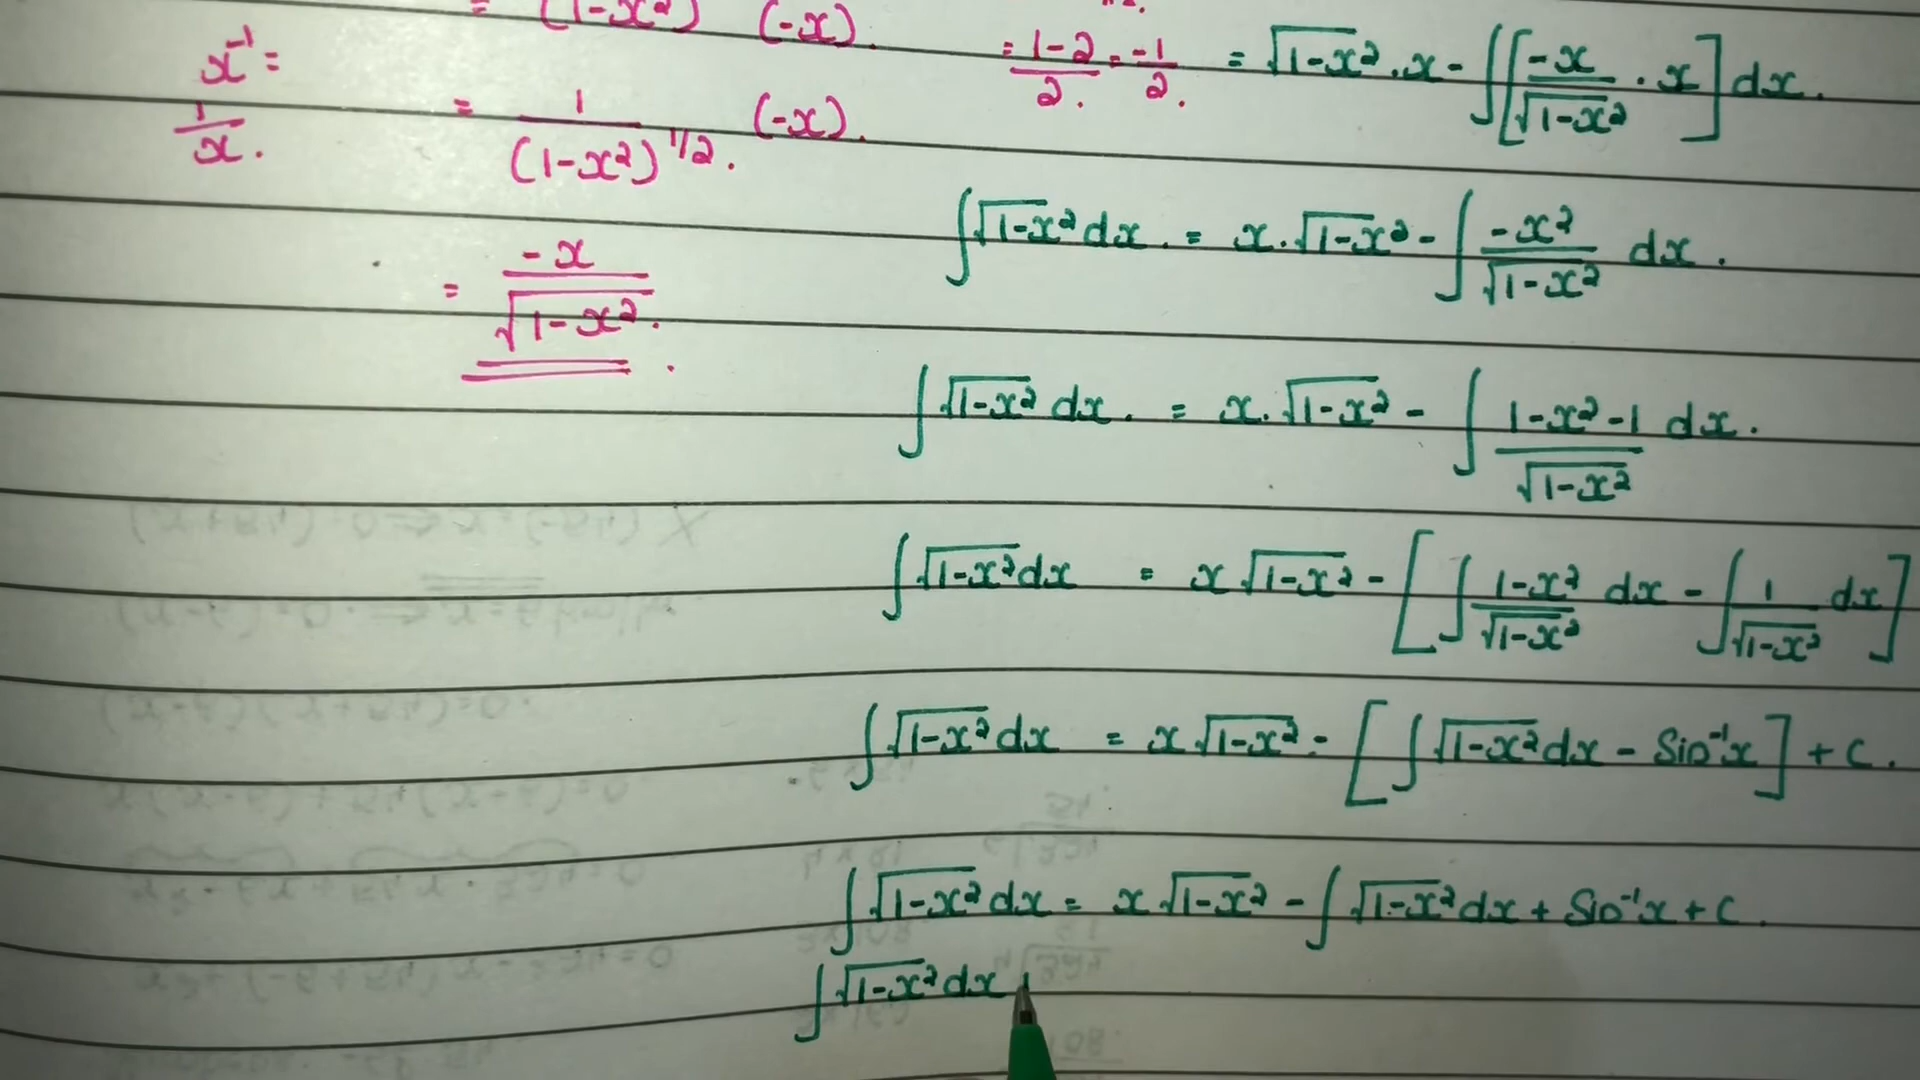 = (1-x²) (-x).
x⁻¹ =
1/x.
= 1/(1-x²)^1/2. (-x).
= -x/√1-x².
= 1-2/2. = -1/2.
= √1-x² . x - ∫[-x/√1-x² . x] dx.
∫√1-x² dx. = x.√1-x² - ∫ -x²/√1-x² dx.
∫√1-x² dx. = x.√1-x² - ∫ 1-x²-1/√1-x² dx.
∫√1-x² dx = x√1-x² - [∫ 1-x²/√1-x² dx - ∫ 1/√1-x² dx]
∫√1-x² dx = x√1-x² - [∫√1-x² dx - Sin⁻¹x] + C.
∫√1-x² dx = x√1-x² - ∫√1-x² dx + Sin⁻¹x + C.
∫√1-x² dx